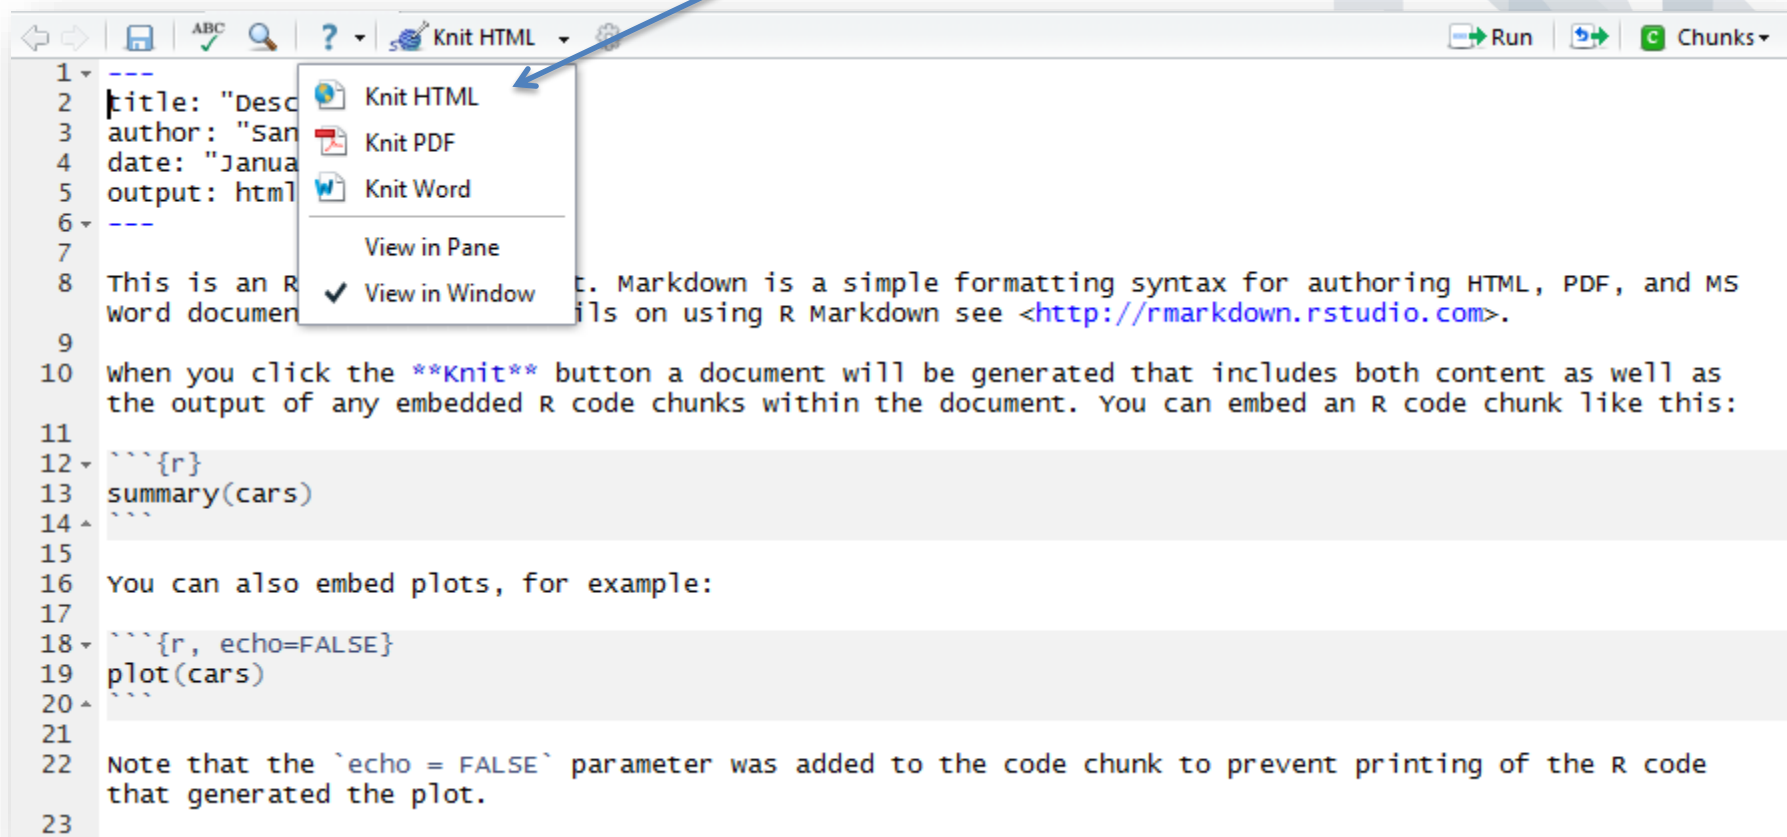 ABC ? Knit HTML Run C Chunks
1 ---
2 title: "Desc Knit HTML
3 author: "San Knit PDF
4 date: "Janua
5 output: html Knit Word
6 ---
7 View in Pane
8 This is an R t. Markdown is a simple formatting syntax for authoring HTML, PDF, and MS
View in Window
Word documen ils on using R Markdown see <http://rmarkdown.rstudio.com>.
9
10 When you click the **Knit** button a document will be generated that includes both content as well as
the output of any embedded R code chunks within the document. You can embed an R code chunk like this:
11
12 ```{r}
13 summary(cars)
14 ```
15
16 You can also embed plots, for example:
17
18 ```{r, echo=FALSE}
19 plot(cars)
20 ```
21
22 Note that the `echo = FALSE` parameter was added to the code chunk to prevent printing of the R code
that generated the plot.
23